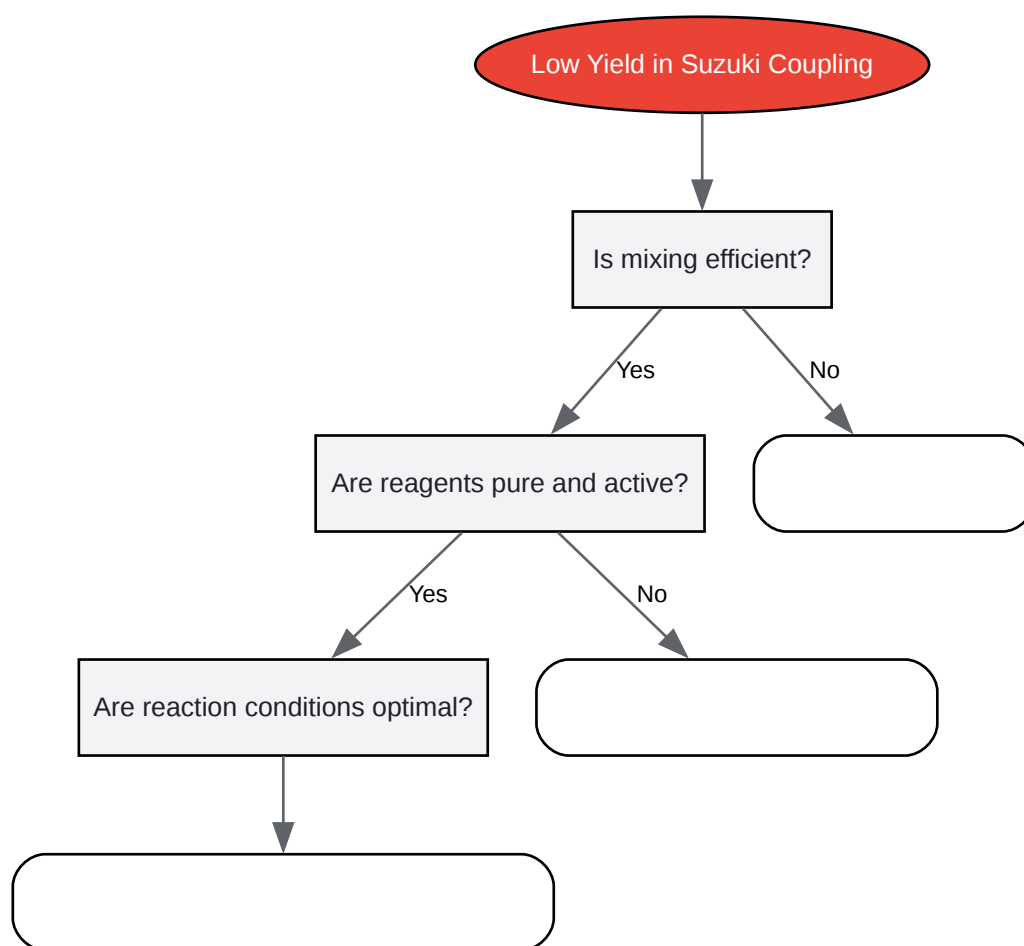 Low Yield in Suzuki Coupling
Is mixing efficient?
Yes
No
Are reagents pure and active?
Yes
No
Are reaction conditions optimal?